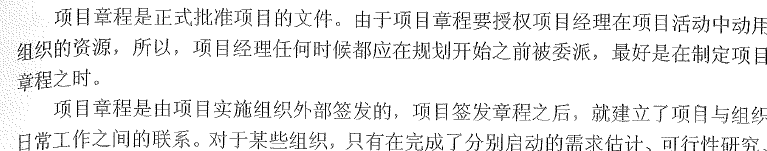 项目章程是正式批准项目的文件。由于项目章程要授权项目经理在项目活动中动用
组织的资源，所以，项目经理任何时候都应在规划开始之前被委派，最好是在制定项目
章程之时。
项目章程是由项目实施组织外部签发的，项目签发章程之后，就建立了项目与组织
日常工作之间的联系。对于某些组织，只有在完成了分别启动的需求估计、可行性研究、